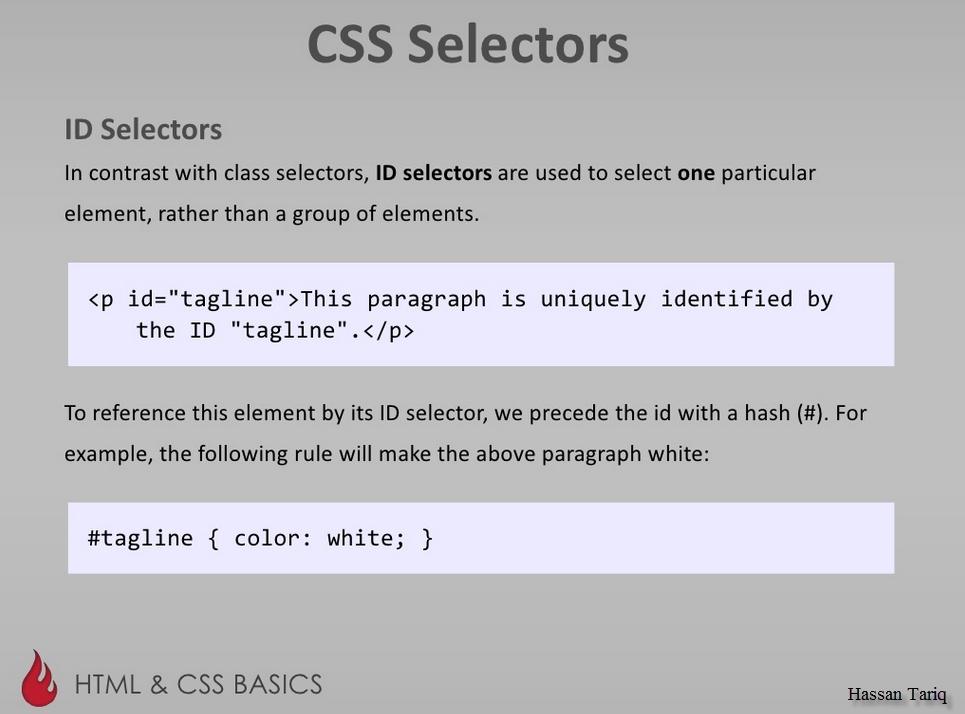 CSS Selectors
ID Selectors
In contrast with class selectors, ID selectors are used to select one particular
element, rather than a group of elements.
<p id="tagline">This paragraph is uniquely identified by
the ID "tagline".</p>
To reference this element by its ID selector, we precede the id with a hash (#). For
example, the following rule will make the above paragraph white:
#tagline { color: white; }
HTML & CSS BASICS
Hassan Tariq